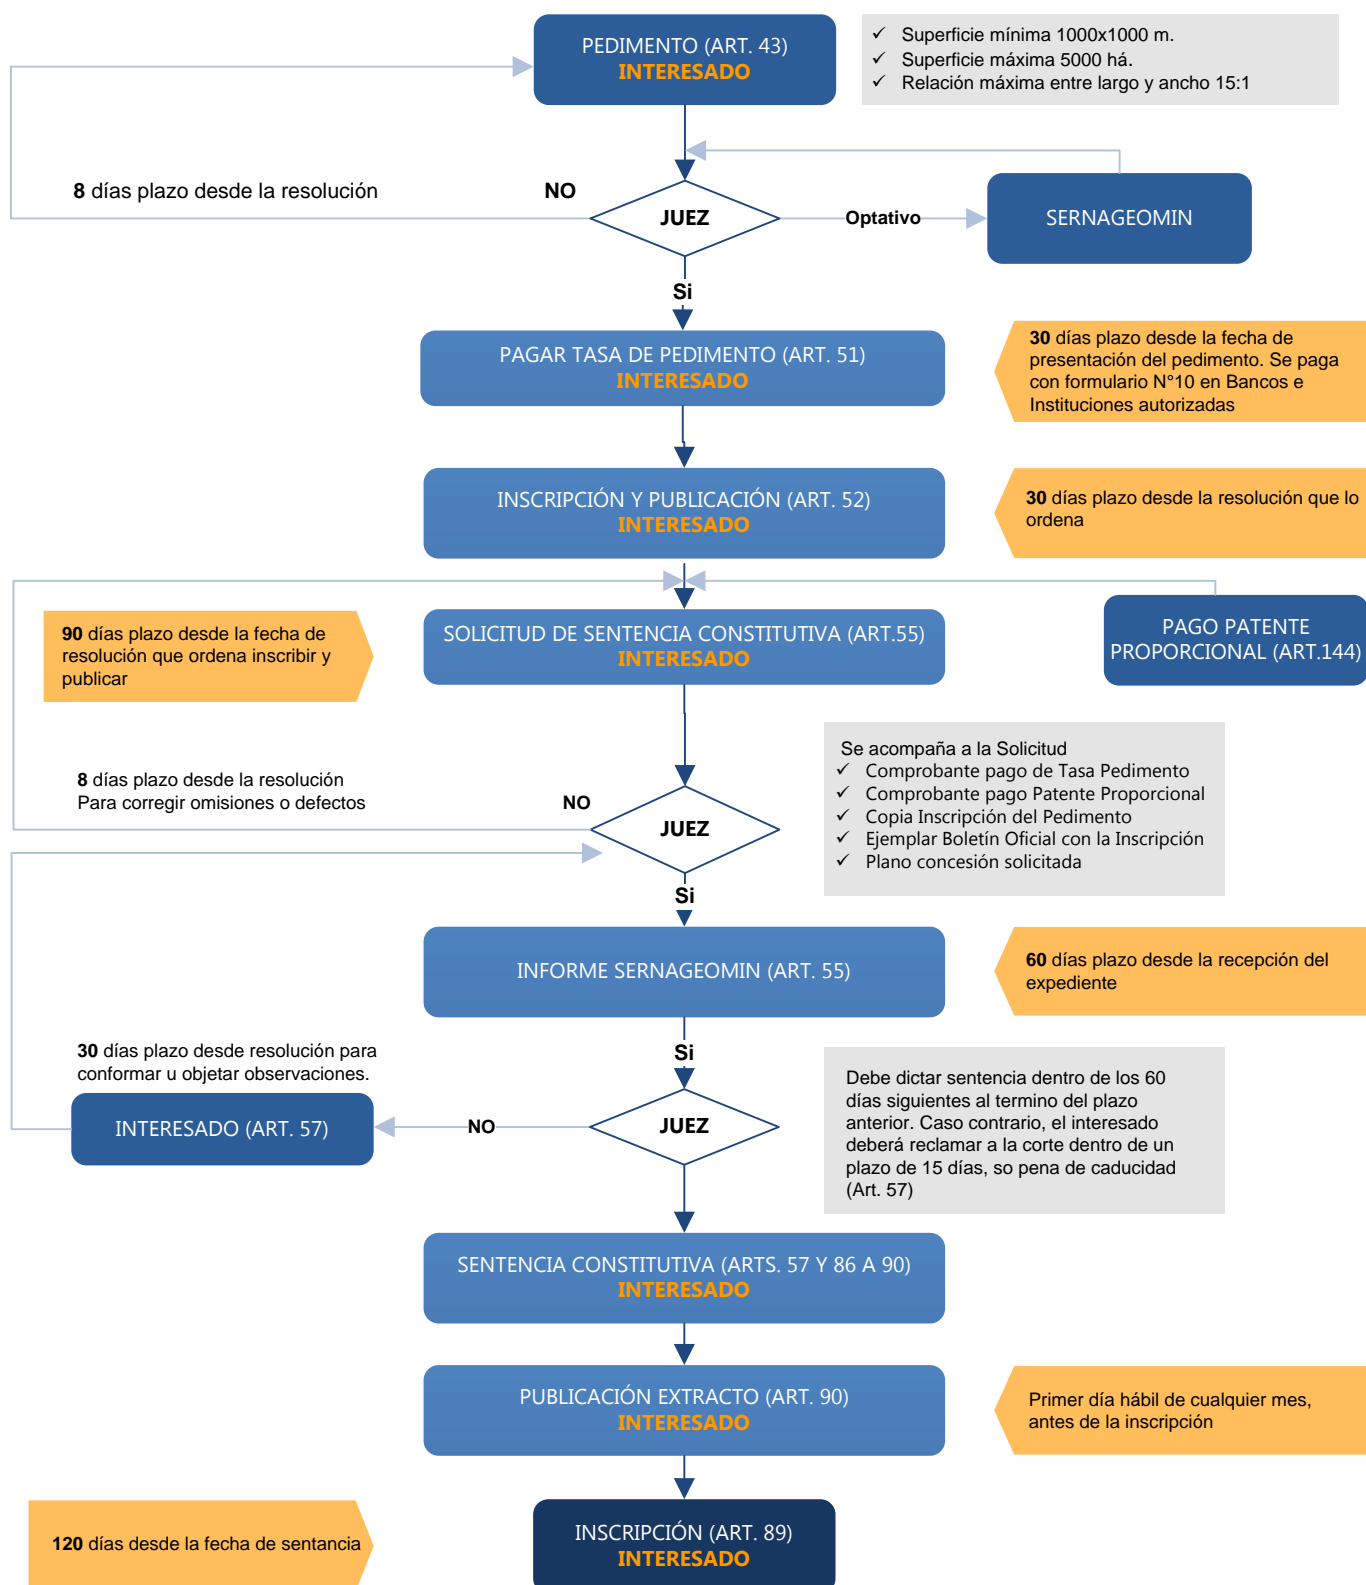 PEDIMENTO (ART. 43)
INTERESADO
✓ Superficie mínima 1000x1000 m.
✓ Superficie máxima 5000 há.
✓ Relación máxima entre largo y ancho 15:1
8 días plazo desde la resolución
NO
JUEZ
Optativo
SERNAGEOMIN
Si
PAGAR TASA DE PEDIMENTO (ART. 51)
INTERESADO
30 días plazo desde la fecha de
presentación del pedimento. Se paga
con formulario N°10 en Bancos e
Instituciones autorizadas
INSCRIPCIÓN Y PUBLICACIÓN (ART. 52)
INTERESADO
30 días plazo desde la resolución que lo
ordena
90 días plazo desde la fecha de
resolución que ordena inscribir y
publicar
SOLICITUD DE SENTENCIA CONSTITUTIVA (ART.55)
INTERESADO
PAGO PATENTE
PROPORCIONAL (ART.144)
8 días plazo desde la resolución
Para corregir omisiones o defectos
NO
JUEZ
Se acompaña a la Solicitud
✓ Comprobante pago de Tasa Pedimento
✓ Comprobante pago Patente Proporcional
✓ Copia Inscripción del Pedimento
✓ Ejemplar Boletín Oficial con la Inscripción
✓ Plano concesión solicitada
Si
INFORME SERNAGEOMIN (ART. 55)
60 días plazo desde la recepción del
expediente
30 días plazo desde resolución para
conformar u objetar observaciones.
Si
INTERESADO (ART. 57)
NO
JUEZ
Debe dictar sentencia dentro de los 60
días siguientes al termino del plazo
anterior. Caso contrario, el interesado
deberá reclamar a la corte dentro de un
plazo de 15 días, so pena de caducidad
(Art. 57)
SENTENCIA CONSTITUTIVA (ARTS. 57 Y 86 A 90)
INTERESADO
PUBLICACIÓN EXTRACTO (ART. 90)
INTERESADO
Primer día hábil de cualquier mes,
antes de la inscripción
120 días desde la fecha de sentancia
INSCRIPCIÓN (ART. 89)
INTERESADO